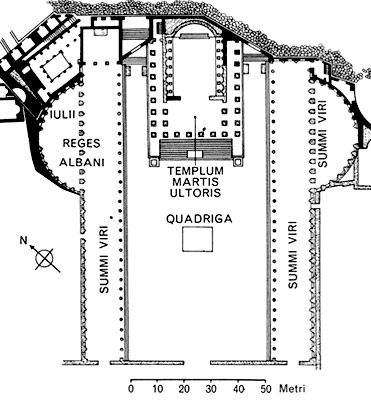 IULII
REGES
ALBANI
SUMMI VIRI
TEMPLUM
MARTIS
ULTORIS
QUADRIGA
N
SUMMI VIRI
SUMMI VIRI
0 10 20 30 40 50 Metri